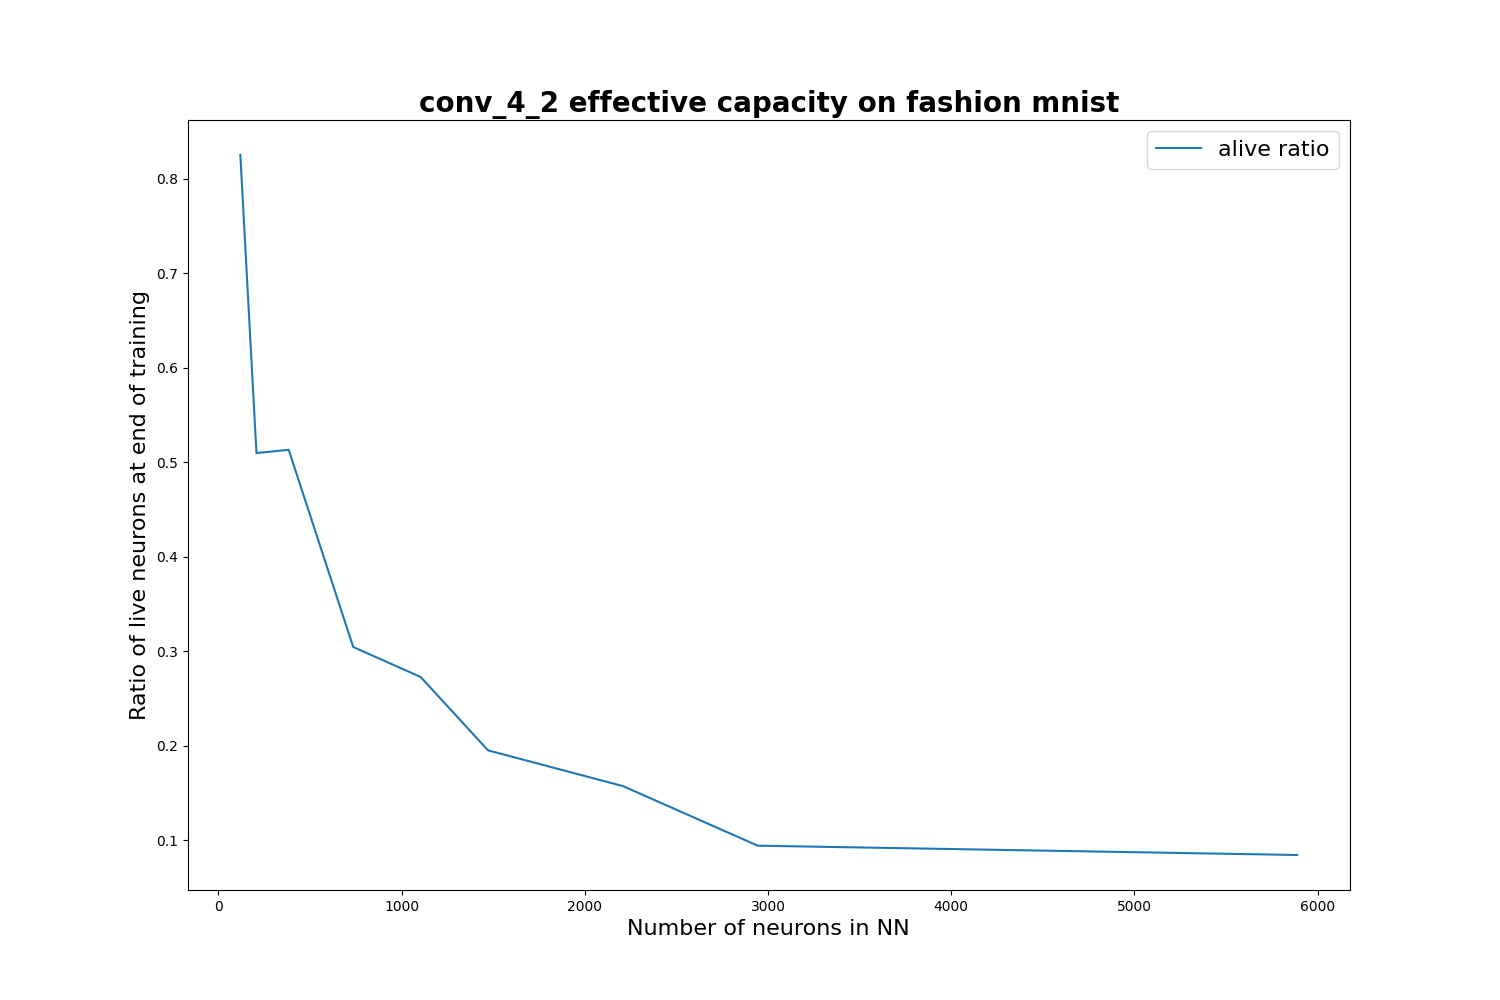 conv_4_2 effective capacity on fashion mnist
alive ratio
Ratio of live neurons at end of training
0.8
0.7
0.6
0.5
0.4
0.3
0.2
0.1
0 1000 2000 3000 4000 5000 6000
Number of neurons in NN